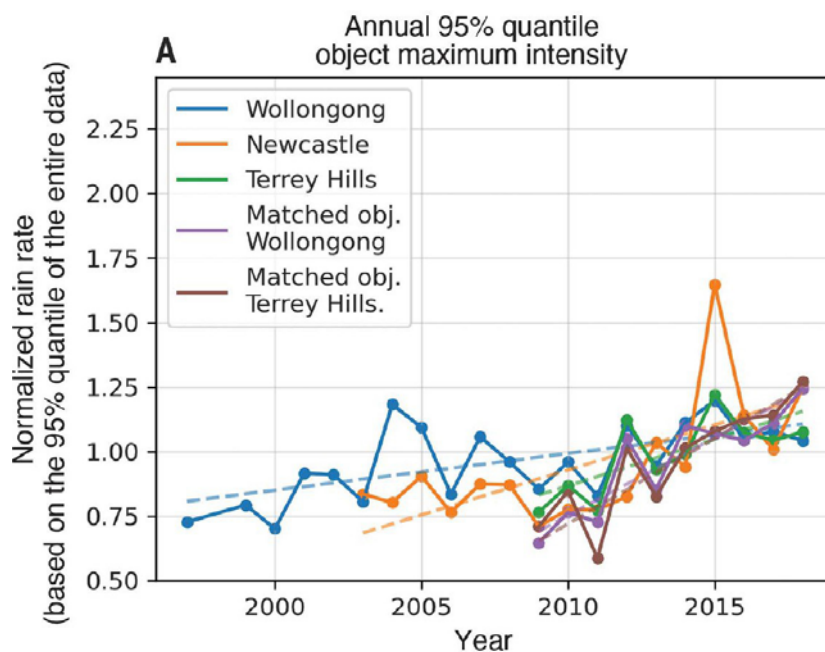 Annual 95% quantile
A object maximum intensity
Normalized rain rate
(based on the 95% quantile of the entire data)
2.25
2.00
1.75
1.50
1.25
1.00
0.75
0.50
Wollongong
Newcastle
Terrey Hills
Matched obj.
Wollongong
Matched obj.
Terrey Hills.
2000 2005 2010 2015
Year